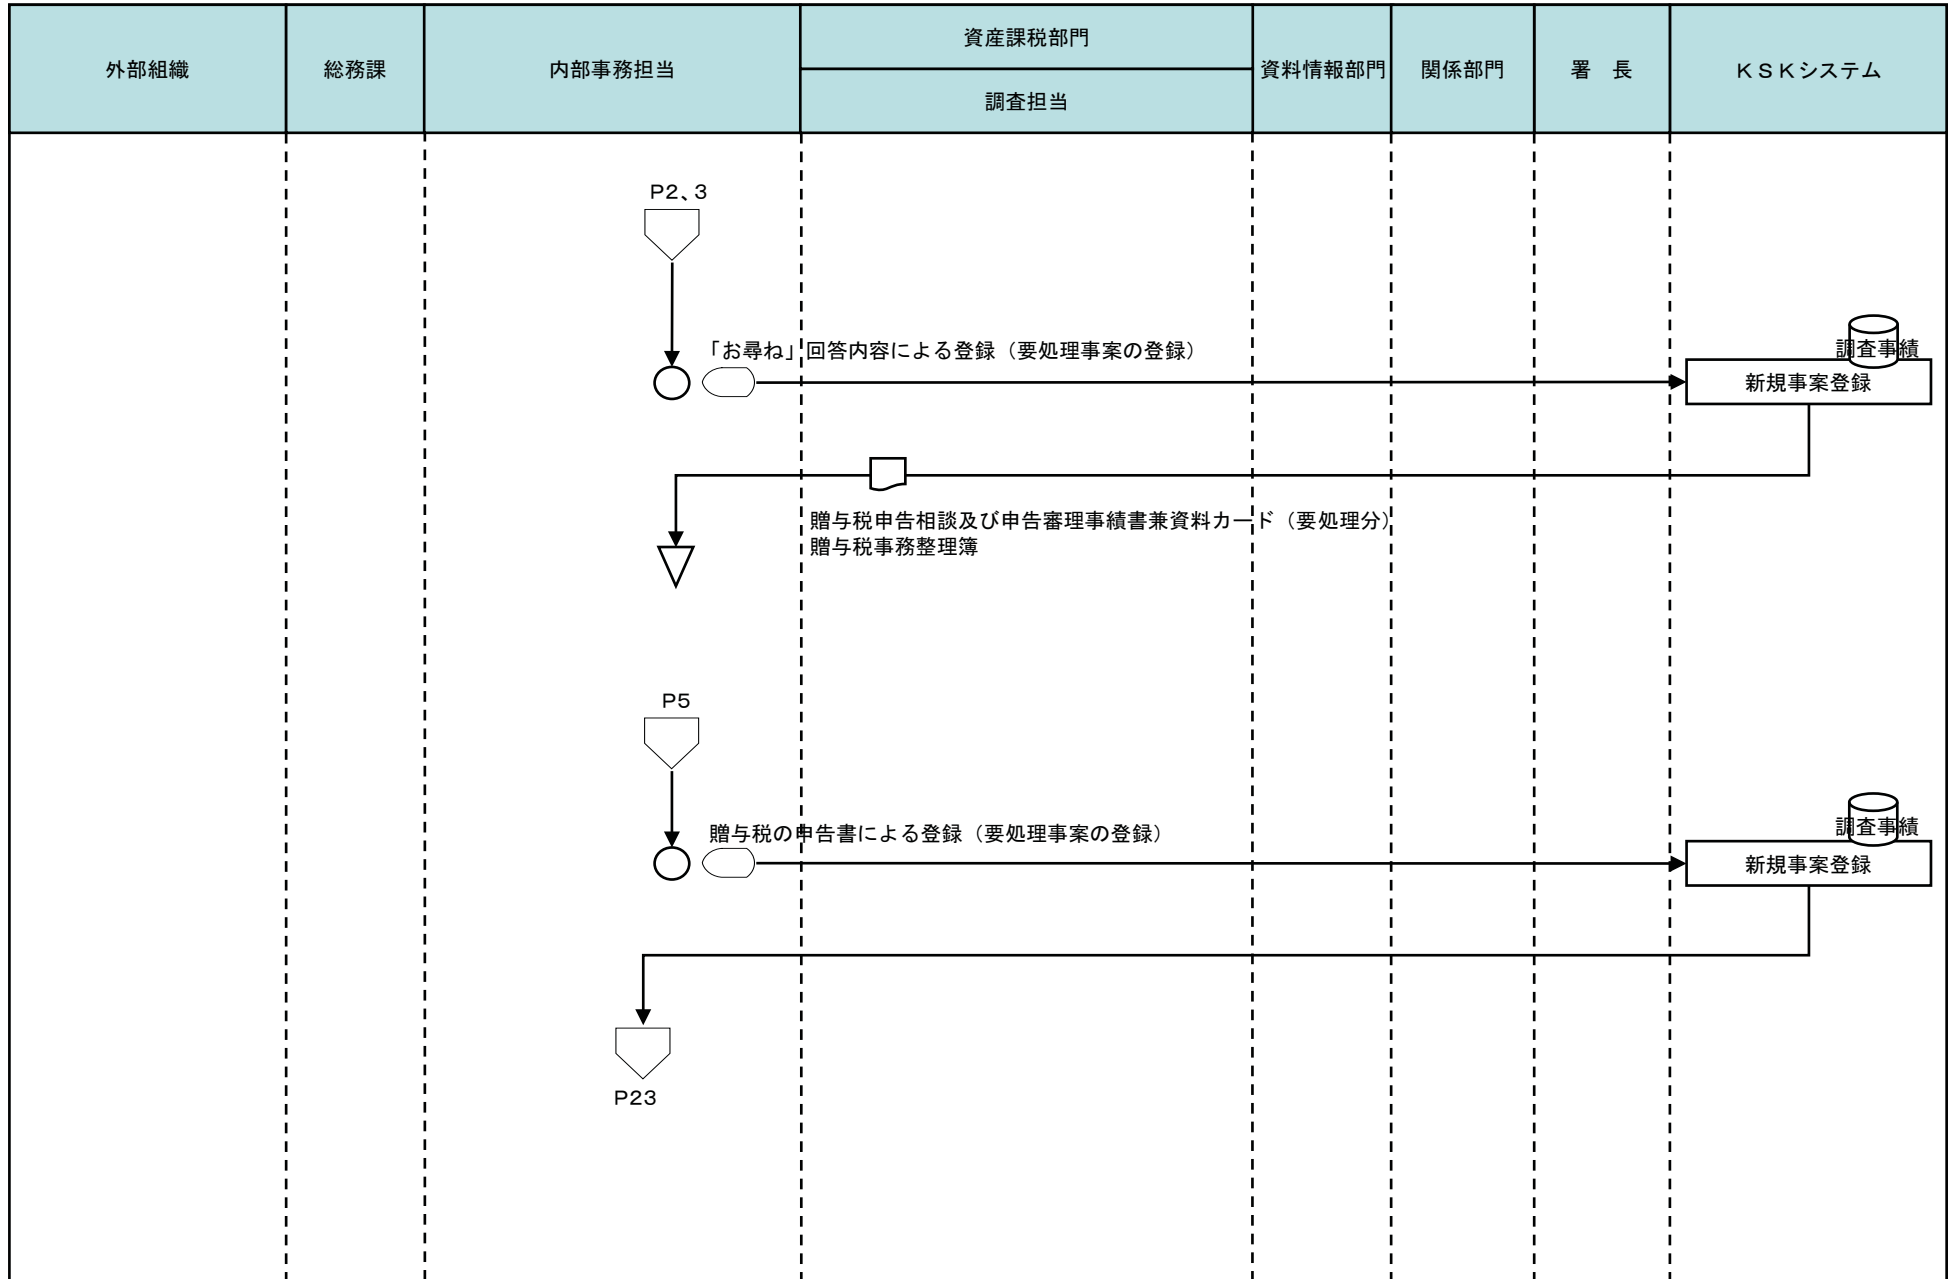 外部組織
総務課
内部事務担当
資産課税部門
調査担当
資料情報部門
関係部門
署　長
ＫＳＫシステム
P2、3
「お尋ね」回答内容による登録（要処理事案の登録）
調査事績
新規事案登録
贈与税申告相談及び申告審理事績書兼資料カード（要処理分）
贈与税事務整理簿
P5
贈与税の申告書による登録（要処理事案の登録）
調査事績
新規事案登録
P23